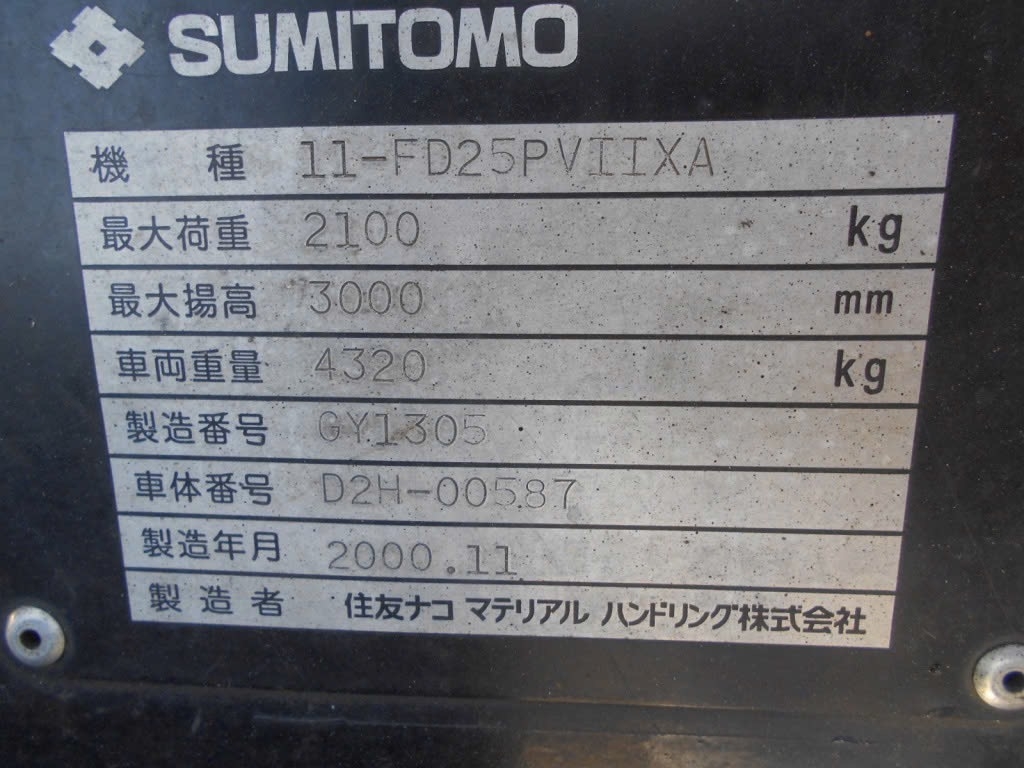 SUMITOMO
機 種 11-FD25PVIIXA
最大荷重 2100 kg
最大揚高 3000 mm
車両重量 4320 kg
製造番号 GY1305
車体番号 D2H-00587
製造年月 2000.11
製造者 住友ナコ マテリアル ハンドリング株式会社